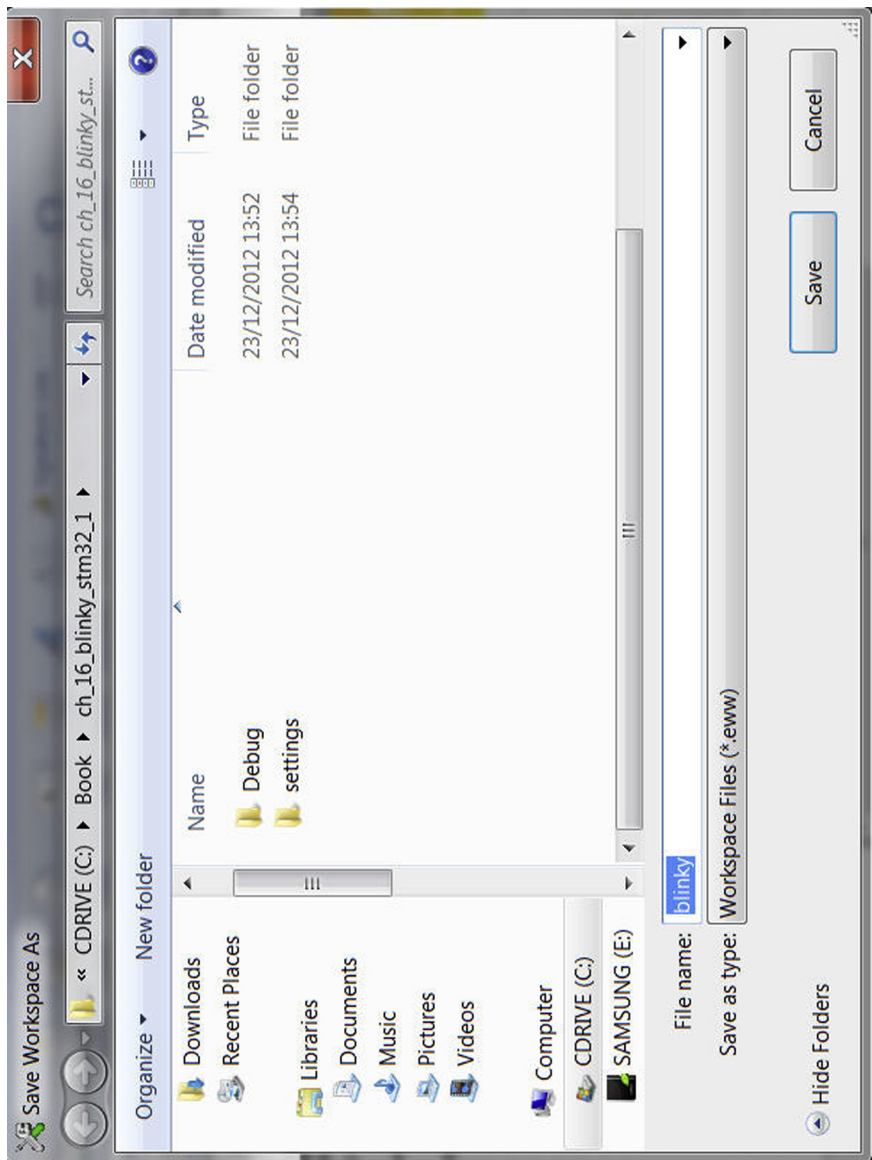 Save Workspace As
« CDRIVE (C:) Book ch_16_blinky_stm32_1
Search ch_16_blinky_st...
Organize New folder
Downloads
Recent Places
Libraries
Documents
Music
Pictures
Videos
Computer
CDRIVE (C:)
SAMSUNG (E:)
Name Date modified Type
Debug 23/12/2012 13:52 File folder
settings 23/12/2012 13:54 File folder
File name: blinky
Save as type: Workspace Files (*.eww)
Hide Folders
Save Cancel